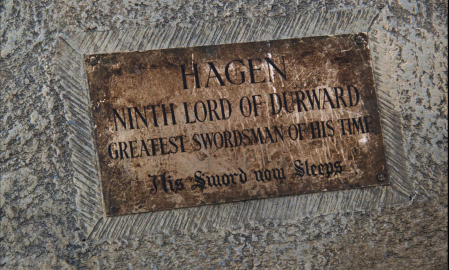 HAGEN
NINTH LORD OF DURWARD
GREATEST SWORDSMAN OF HIS TIME
His Sword now Sleeps